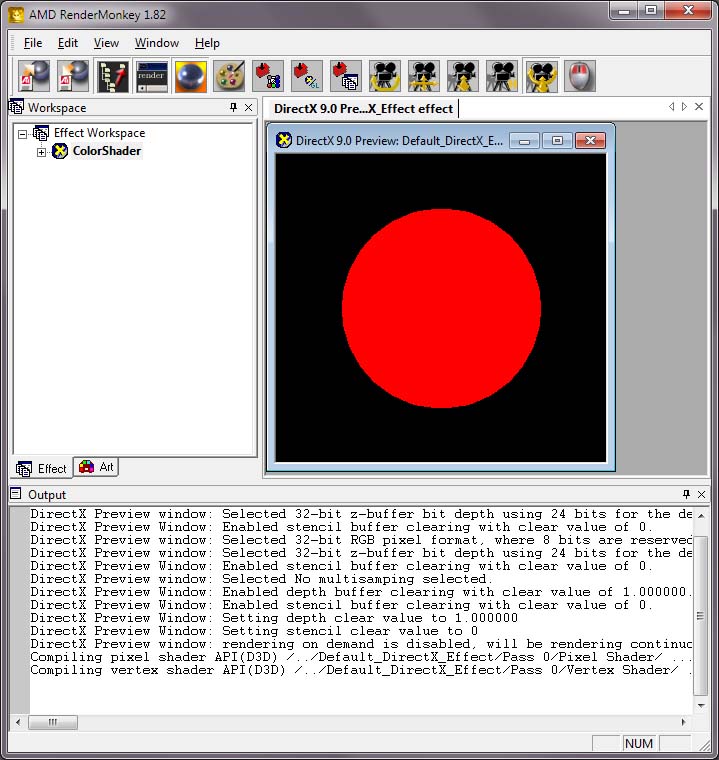 AMD RenderMonkey 1.82
File Edit View Window Help
render
GL
Workspace
DirectX 9.0 Pre...X_Effect effect
Effect Workspace
ColorShader
DirectX 9.0 Preview: Default_DirectX_E...
Effect Art
Output
DirectX Preview window: Selected 32-bit z-buffer bit depth using 24 bits for the de
DirectX Preview window: Enabled stencil buffer clearing with clear value of 0.
DirectX Preview window: Selected 32-bit RGB pixel format, where 8 bits are reserved
DirectX Preview window: Selected 32-bit z-buffer bit depth using 24 bits for the de
DirectX Preview window: Enabled stencil buffer clearing with clear value of 0.
DirectX Preview window: Selected No multisamping selected.
DirectX Preview window: Enabled depth buffer clearing with clear value of 1.000000.
DirectX Preview window: Enabled stencil buffer clearing with clear value of 0.
DirectX Preview window: Setting depth clear value to 1.000000
DirectX Preview window: Setting stencil clear value to 0
DirectX Preview window: rendering on demand is disabled, will be rendering continuo
Compiling pixel shader API(D3D) /../Default_DirectX_Effect/Pass 0/Pixel Shader/ ...
Compiling vertex shader API(D3D) /../Default_DirectX_Effect/Pass 0/Vertex Shader/ .
NUM